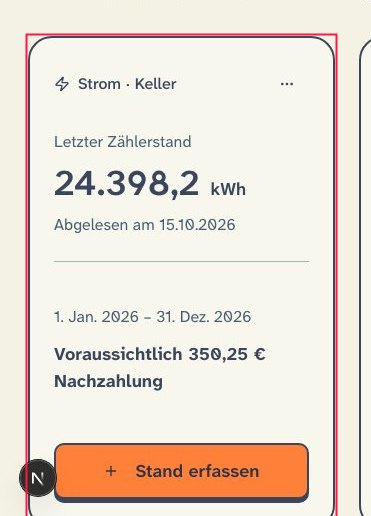 Strom · Keller
···
Letzter Zählerstand
24.398,2 kWh
Abgelesen am 15.10.2026
1. Jan. 2026 – 31. Dez. 2026
Voraussichtlich 350,25 €
Nachzahlung
+ Stand erfassen
N